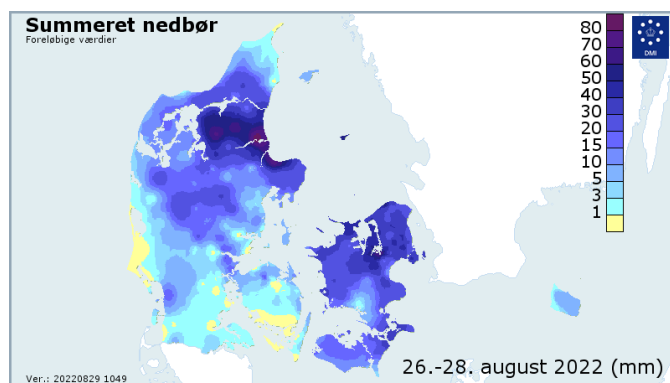 Summeret nedbør
Foreløbige værdier
80
70
60
50
40
30
20
15
10
5
3
1
DMI
26.-28. august 2022 (mm)
Ver.: 20220829 1049